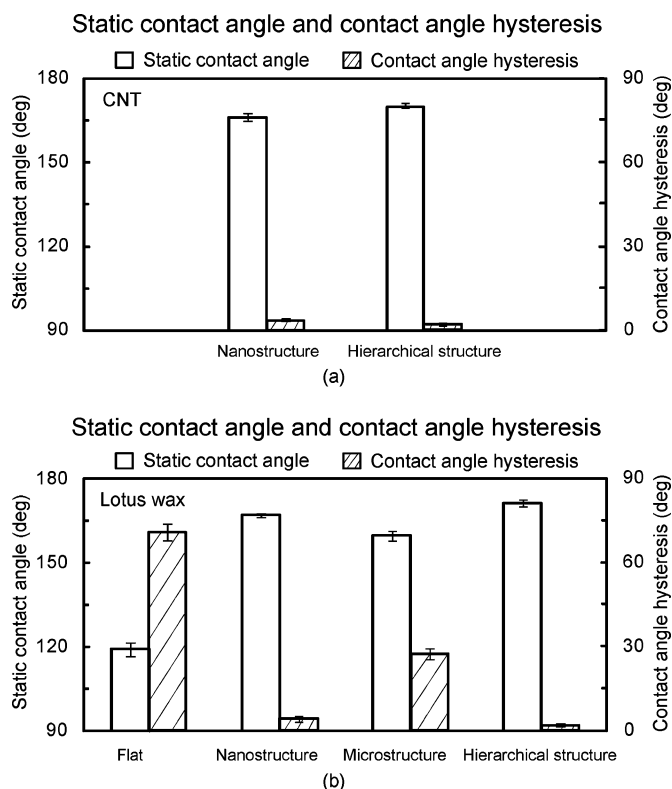 Static contact angle and contact angle hysteresis
Static contact angle Contact angle hysteresis
180 90
CNT
150 60
120 30
90 0
Static contact angle (deg)
Contact angle hysteresis (deg)
Nanostructure Hierarchical structure
(a)
Static contact angle and contact angle hysteresis
Static contact angle Contact angle hysteresis
180 90
Lotus wax
150 60
120 30
90 0
Static contact angle (deg)
Contact angle hysteresis (deg)
Flat Nanostructure Microstructure Hierarchical structure
(b)